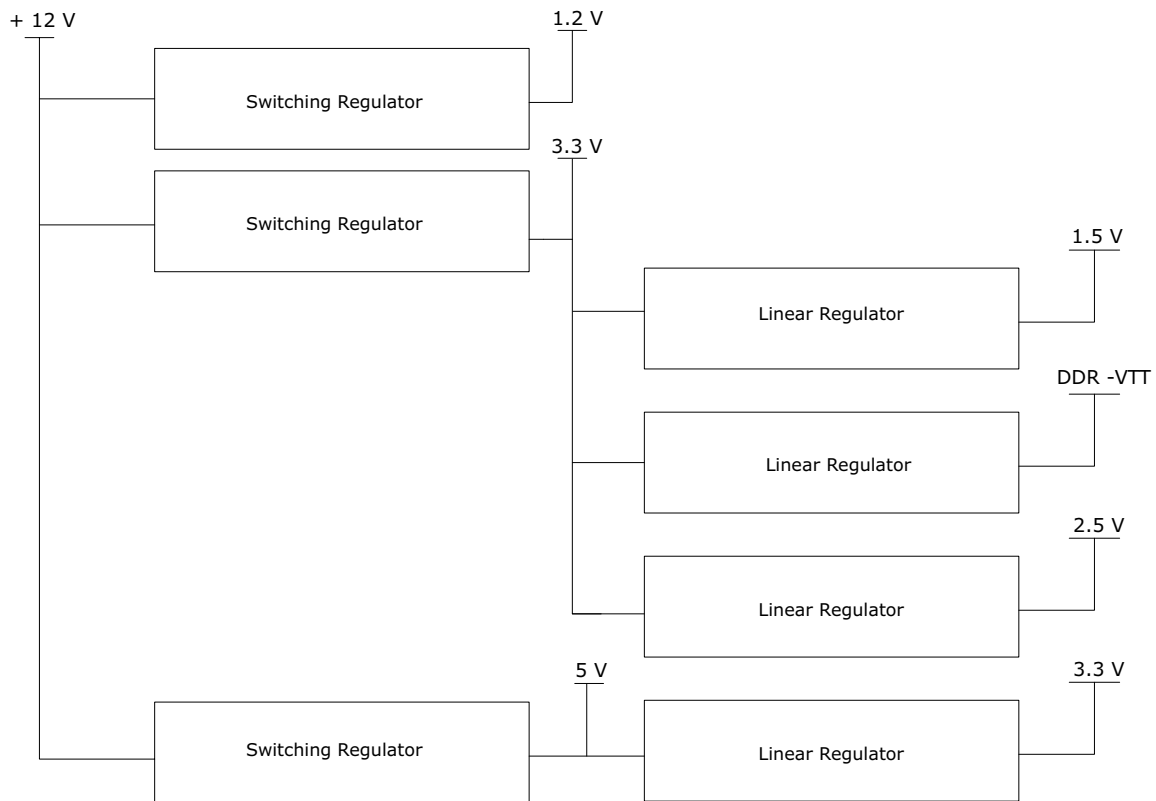 + 12 V
1.2 V
Switching Regulator
3.3 V
Switching Regulator
1.5 V
Linear Regulator
DDR -VTT
Linear Regulator
2.5 V
Linear Regulator
5 V
3.3 V
Switching Regulator
Linear Regulator